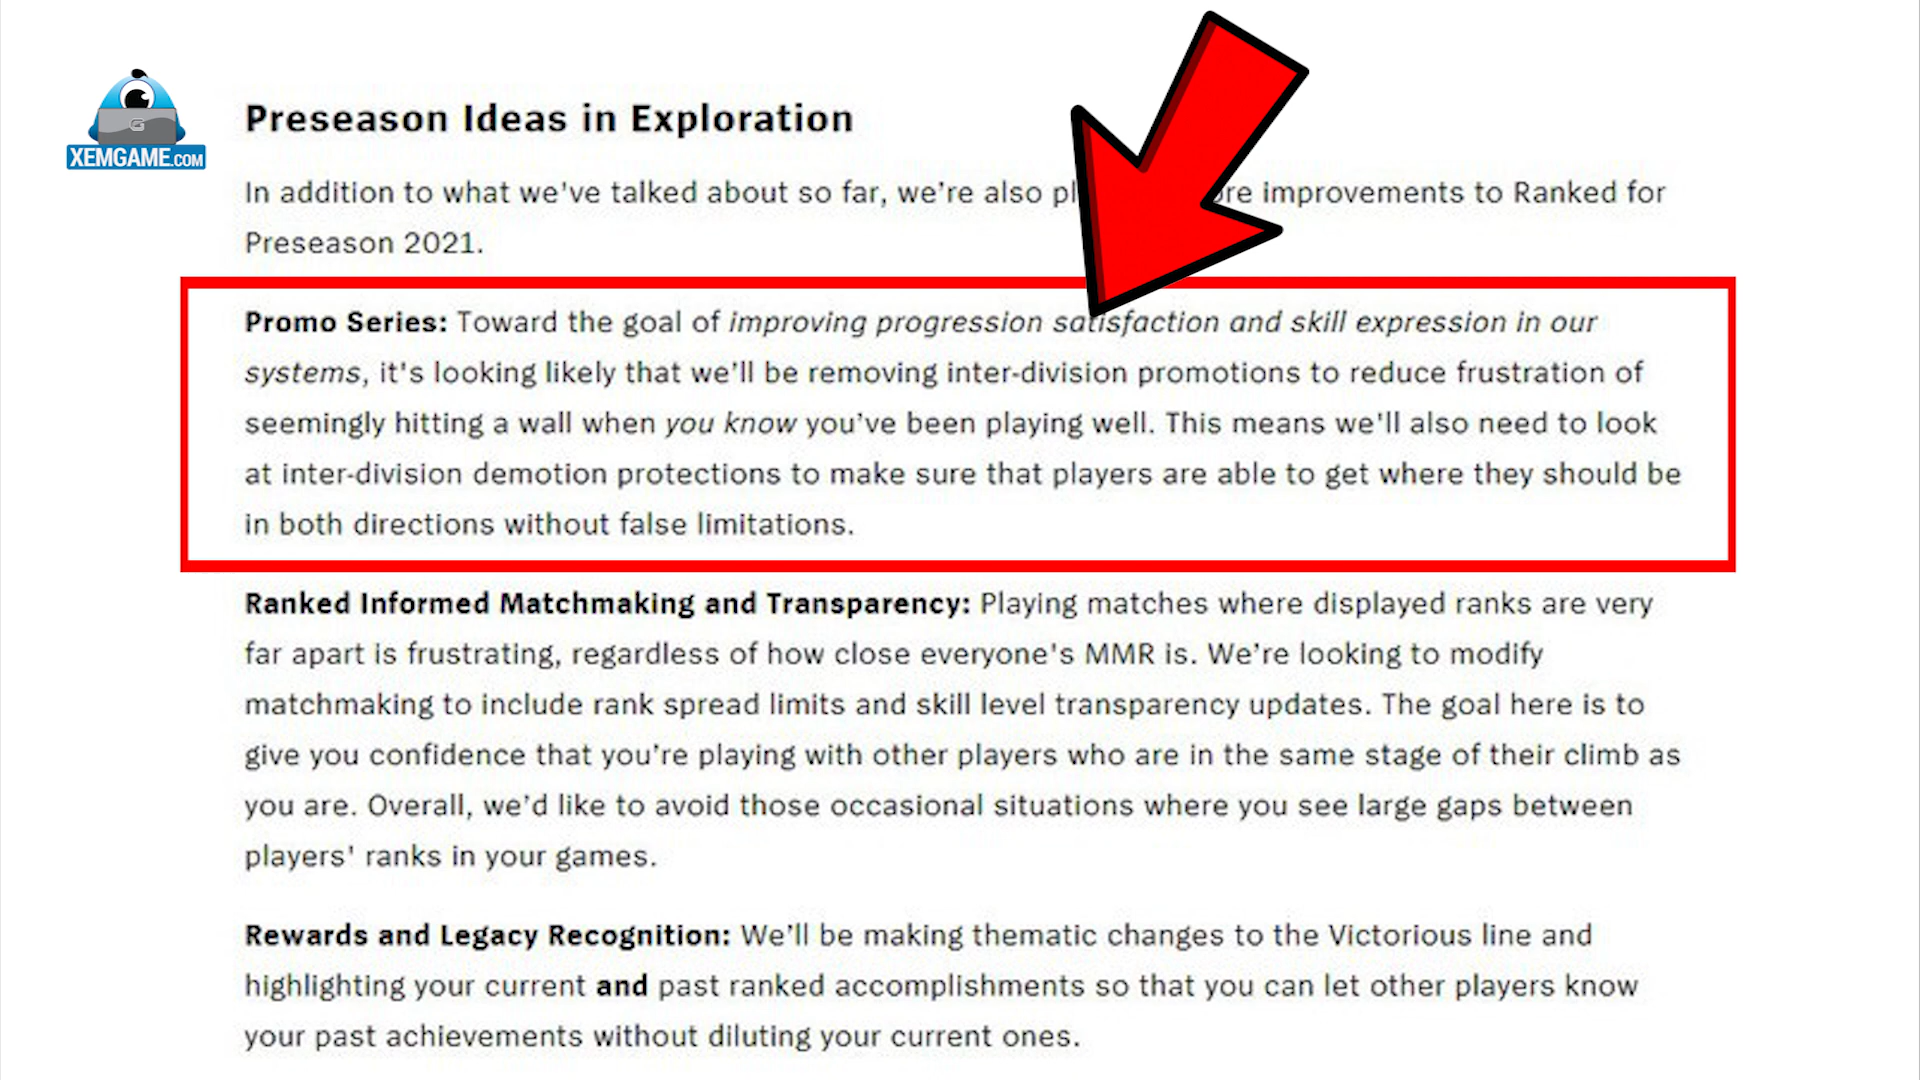 XEMGAME.COM
G
Preseason Ideas in Exploration
In addition to what we've talked about so far, we're also improvements to Ranked for
Preseason 2021.
Promo Series: Toward the goal of improving progression satisfaction and skill expression in our
systems, it's looking likely that we'll be removing inter-division promotions to reduce frustration of
seemingly hitting a wall when you know you've been playing well. This means we'll also need to look
at inter-division demotion protections to make sure that players are able to get where they should be
in both directions without false limitations.
Ranked Informed Matchmaking and Transparency: Playing matches where displayed ranks are very
far apart is frustrating, regardless of how close everyone's MMR is. We're looking to modify
matchmaking to include rank spread limits and skill level transparency updates. The goal here is to
give you confidence that you're playing with other players who are in the same stage of their climb as
you are. Overall, we'd like to avoid those occasional situations where you see large gaps between
players' ranks in your games.
Rewards and Legacy Recognition: We'll be making thematic changes to the Victorious line and
highlighting your current and past ranked accomplishments so that you can let other players know
your past achievements without diluting your current ones.